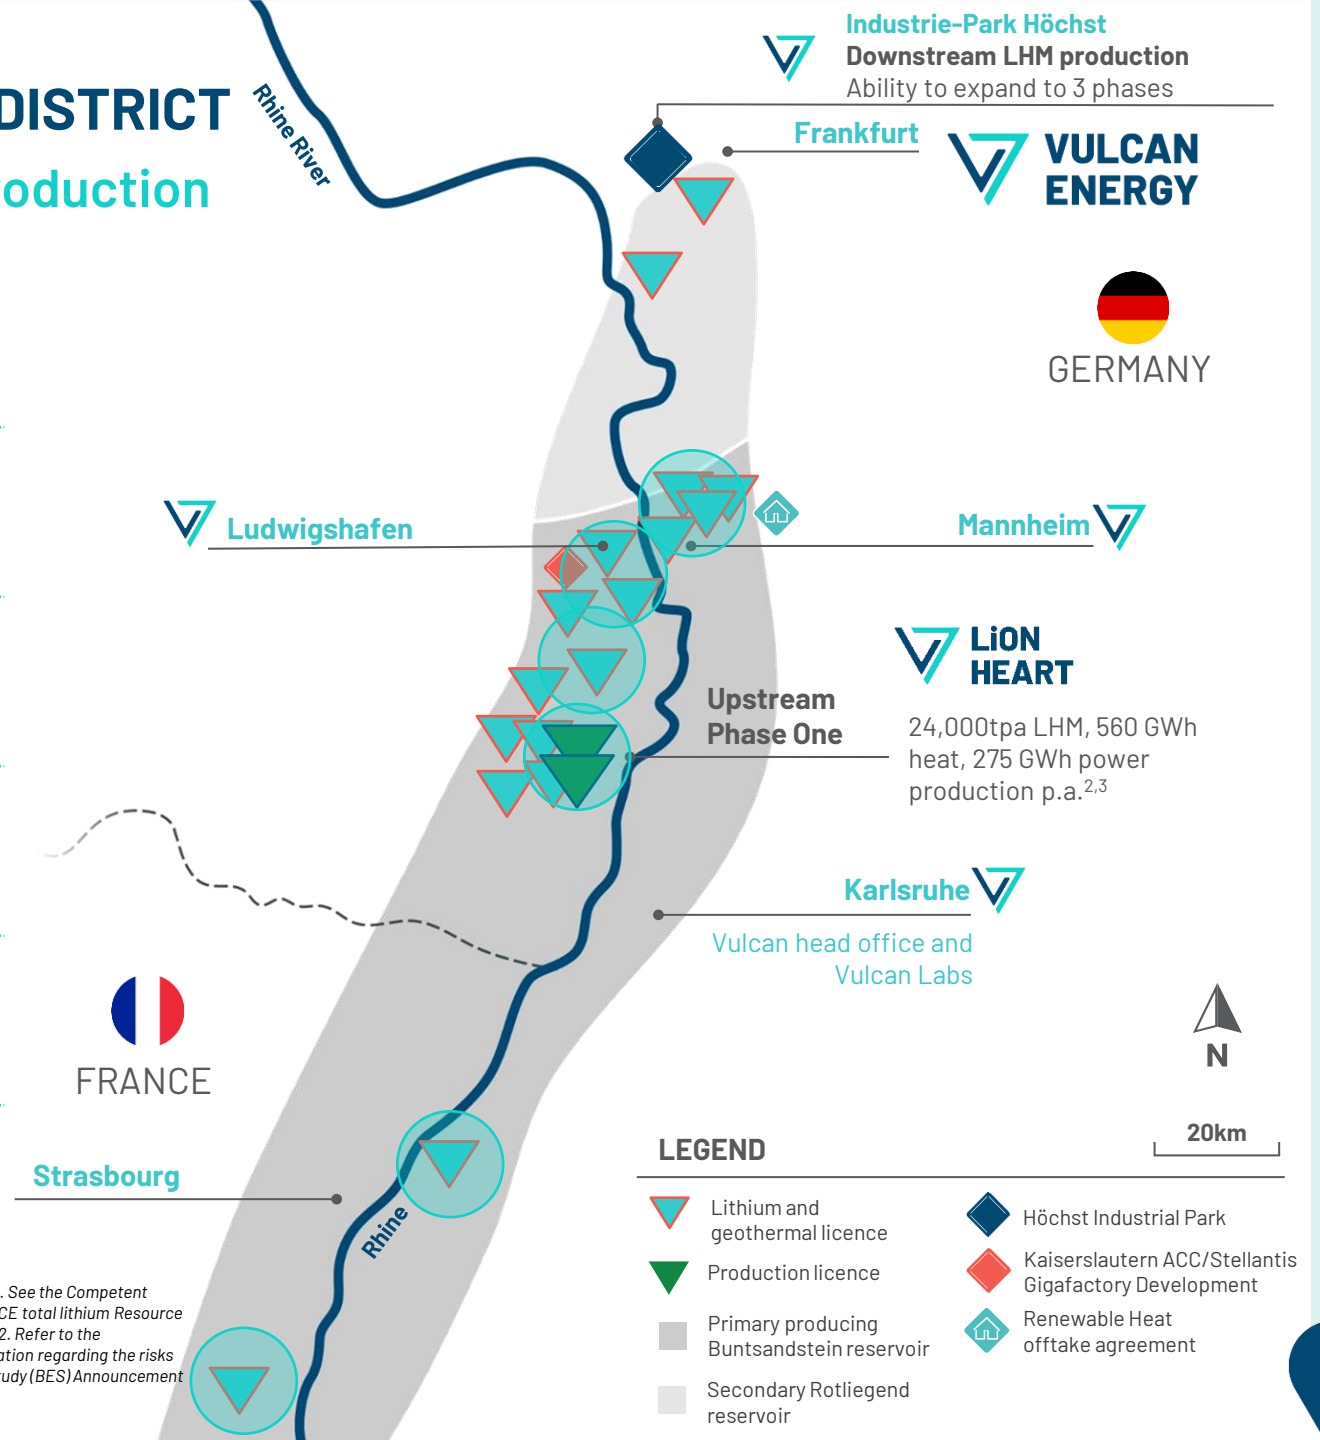 Industrie-Park Höchst
Downstream LHM production
Ability to expand to 3 phases
DISTRICT
oduction
Rhine River
Frankfurt
VULCAN
ENERGY
GERMANY
Ludwigshafen
Mannheim
LiON
HEART
Upstream
Phase One
24,000tpa LHM, 560 GWh
heat, 275 GWh power
production p.a.2,3
Karlsruhe
Vulcan head office and
Vulcan Labs
FRANCE
N
20km
Strasbourg
Rhine
LEGEND
Lithium and
geothermal licence
Production licence
Primary producing
Buntsandstein reservoir
Secondary Rotliegend
reservoir
Höchst Industrial Park
Kaiserslautern ACC/Stellantis
Gigafactory Development
Renewable Heat
offtake agreement
. See the Competent
CE total lithium Resource
2. Refer to the
ation regarding the risks
tudy (BES) Announcement